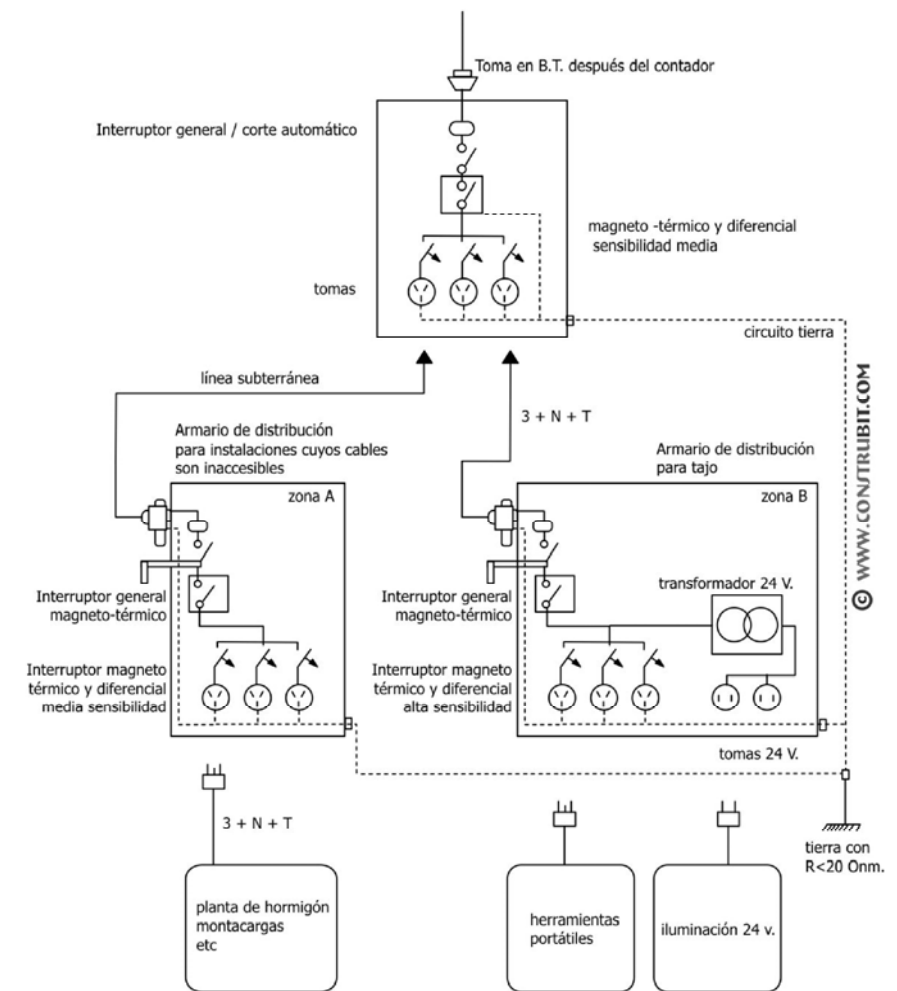 Toma en B.T. después del contador
Interruptor general / corte automático
magneto -térmico y diferencial
sensibilidad media
tomas
circuito tierra
línea subterránea
3 + N + T
Armario de distribución
para instalaciones cuyos cables
son inaccesibles
Armario de distribución
para tajo
zona A
zona B
Interruptor general
magneto-térmico
Interruptor general
magneto-térmico
transformador 24 V.
Interruptor magneto
térmico y diferencial
media sensibilidad
Interruptor magneto
térmico y diferencial
alta sensibilidad
tomas 24 V.
3 + N + T
tierra con
R<20 Onm.
planta de hormigón
montacargas
etc
herramientas
portátiles
iluminación 24 v.
© WWW.CONSTRUBIT.COM